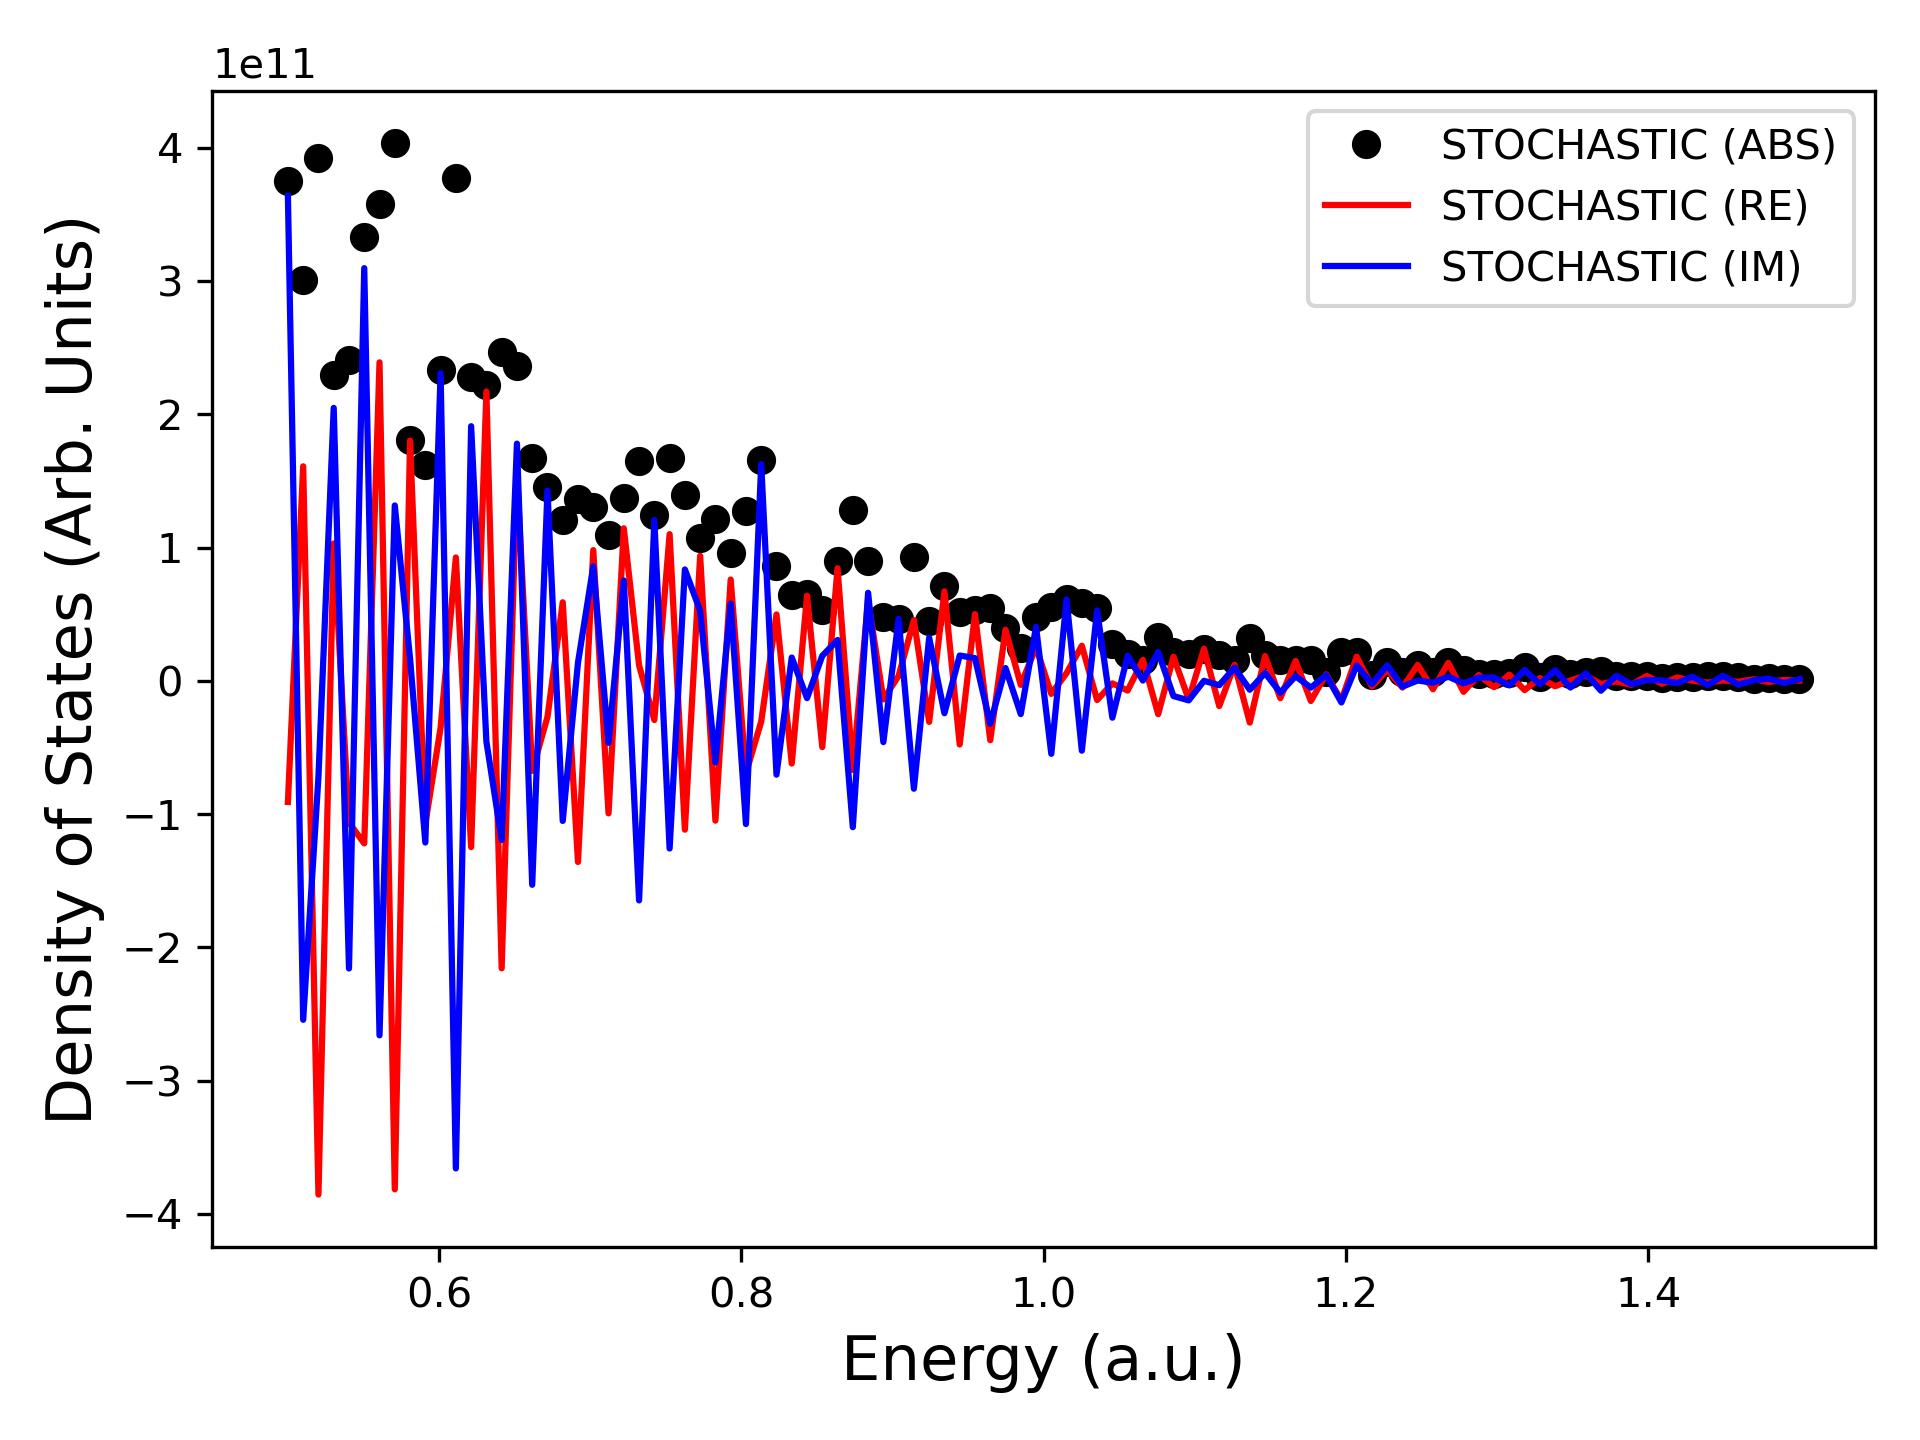 1e11
4
3
2
1
0
−1
−2
−3
−4
Density of States (Arb. Units)
STOCHASTIC (ABS)
STOCHASTIC (RE)
STOCHASTIC (IM)
0.6 0.8 1.0 1.2 1.4
Energy (a.u.)